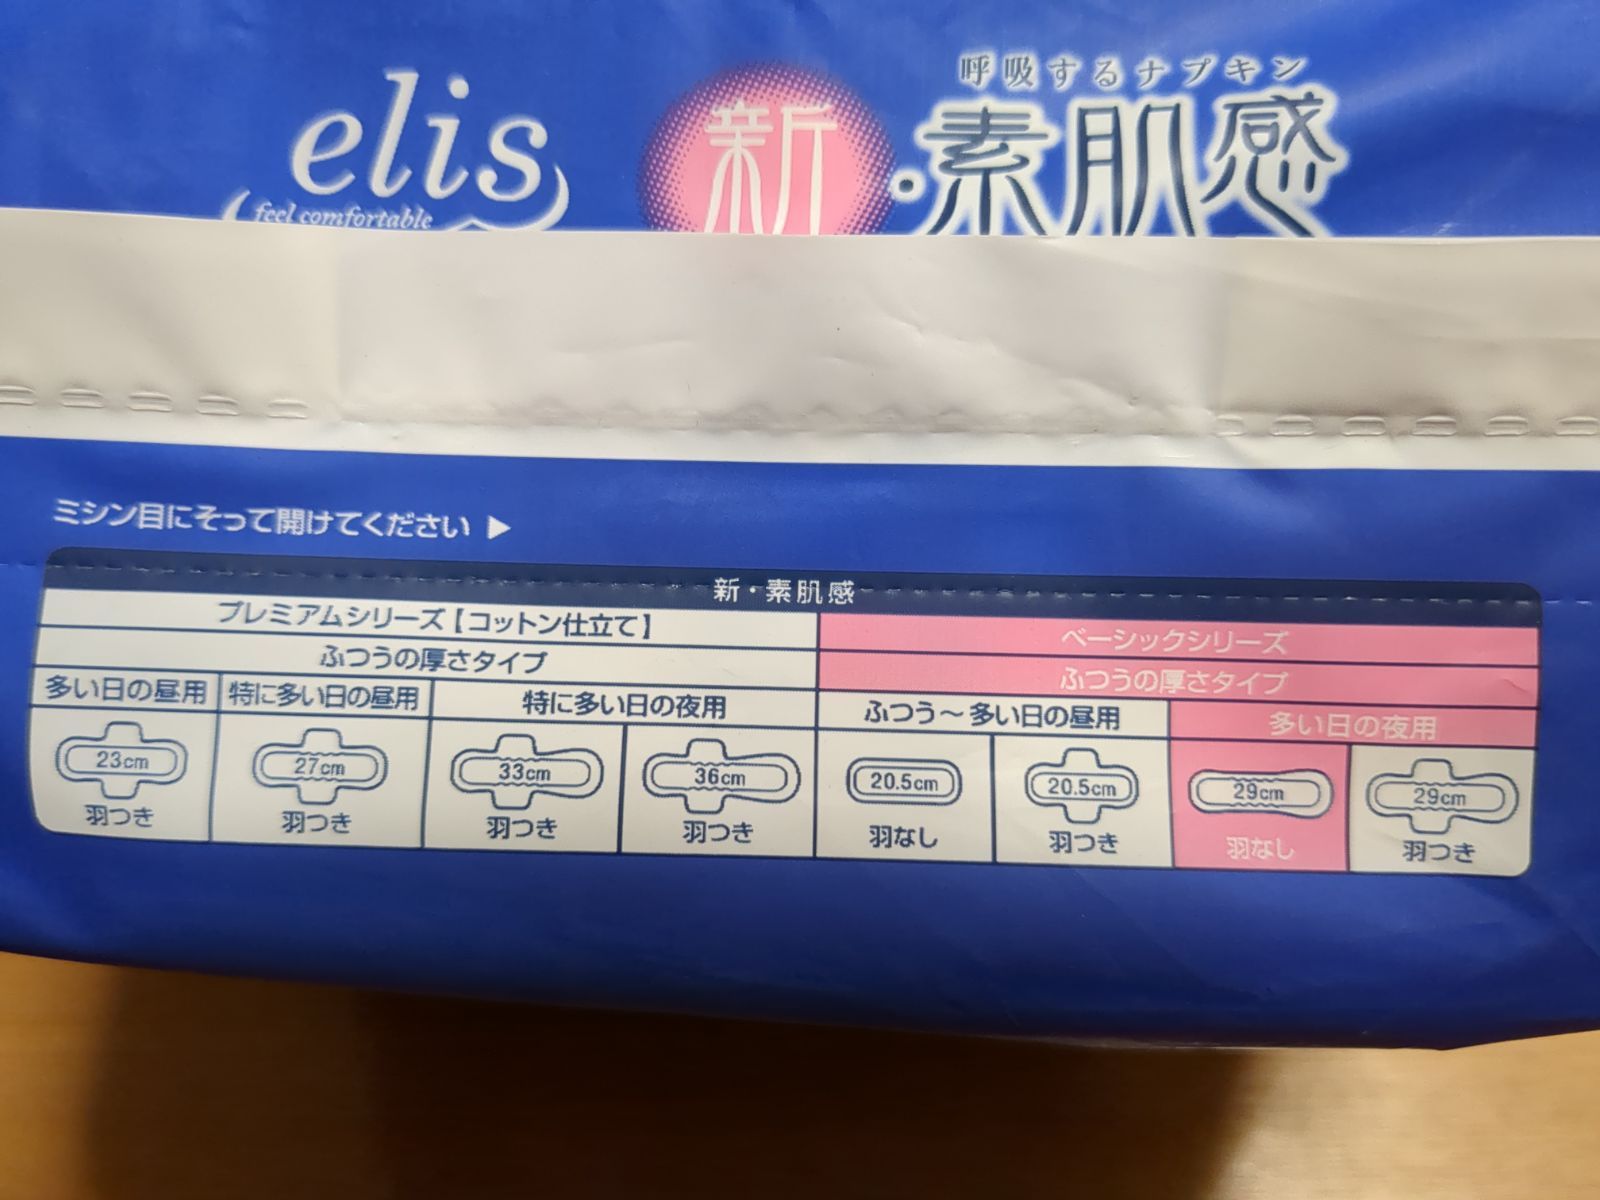 呼吸するナプキン
elis
新・素肌感
feel comfortable
ミシン目にそって開けてください ▶
新・素肌感
プレミアムシリーズ【コットン仕立て】 ベーシックシリーズ
ふつうの厚さタイプ ふつうの厚さタイプ
多い日の昼用 特に多い日の昼用 特に多い日の夜用 ふつう〜多い日の昼用 多い日の夜用
23cm 27cm 33cm 36cm 20.5cm 20.5cm 29cm 29cm
羽つき 羽つき 羽つき 羽つき 羽なし 羽つき 羽なし 羽つき